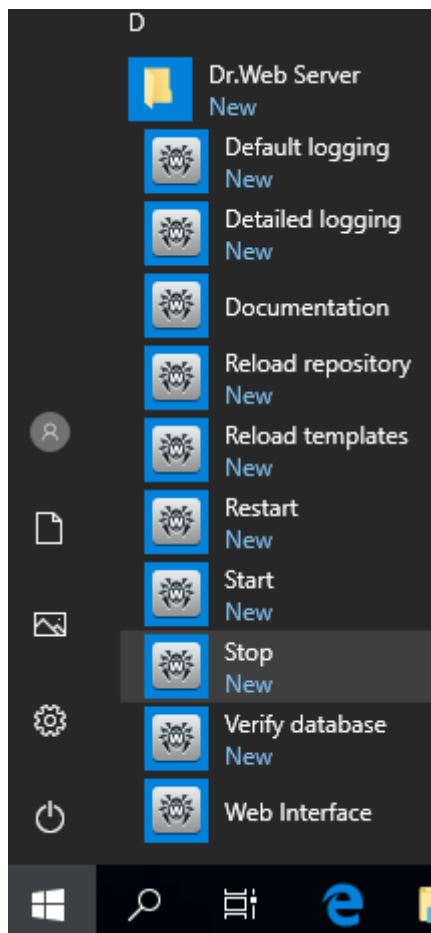 D
Dr.Web Server
New
Default logging
New
Detailed logging
New
Documentation
Reload repository
New
Reload templates
New
Restart
New
Start
New
Stop
New
Verify database
New
Web Interface